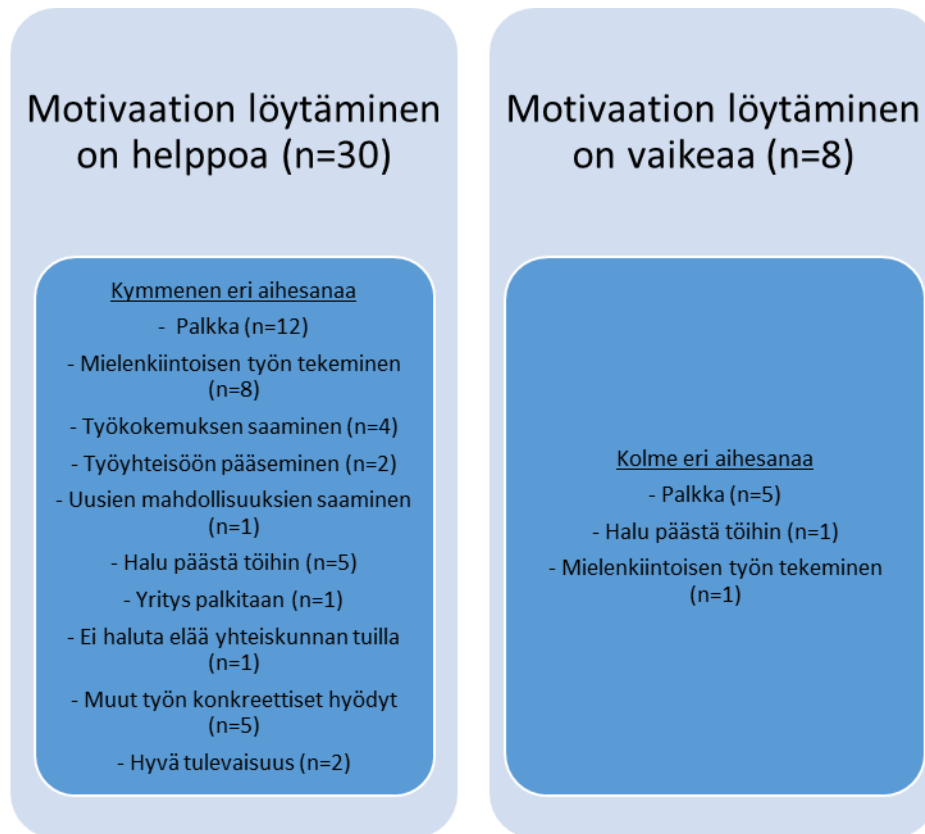 Motivaation löytäminen
on helppoa (n=30)
Kymmenen eri aihesanaa
- Palkka (n=12)
- Mielenkiintoisen työn tekeminen
(n=8)
- Työkokemuksen saaminen (n=4)
- Työyhteisöön pääseminen (n=2)
- Uusien mahdollisuuksien saaminen
(n=1)
- Halu päästä töihin (n=5)
- Yritys palkitaan (n=1)
- Ei haluta elää yhteiskunnan tuilla
(n=1)
- Muut työn konkreettiset hyödyt
(n=5)
- Hyvä tulevaisuus (n=2)
Motivaation löytäminen
on vaikeaa (n=8)
Kolme eri aihesanaa
- Palkka (n=5)
- Halu päästä töihin (n=1)
- Mielenkiintoisen työn tekeminen
(n=1)